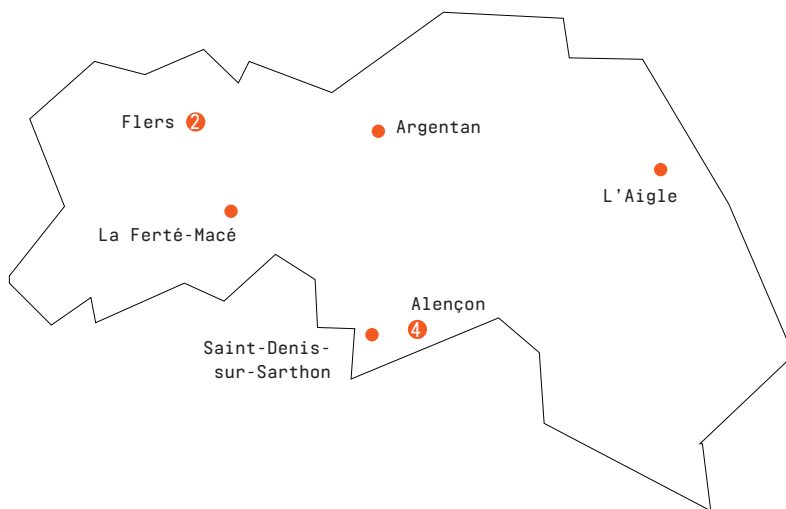 Flers 2
Argentan
L'Aigle
La Ferté-Macé
Alençon
4
Saint-Denis-
sur-Sarthon